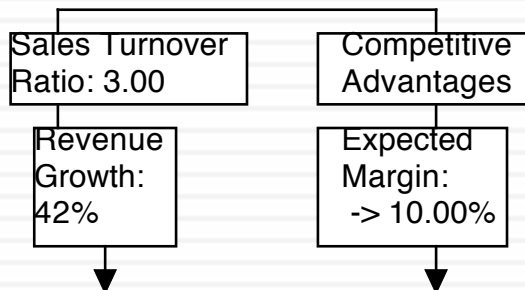 Sales Turnover
Ratio: 3.00
Competitive
Advantages
Revenue
Growth:
42%
Expected
Margin:
-> 10.00%